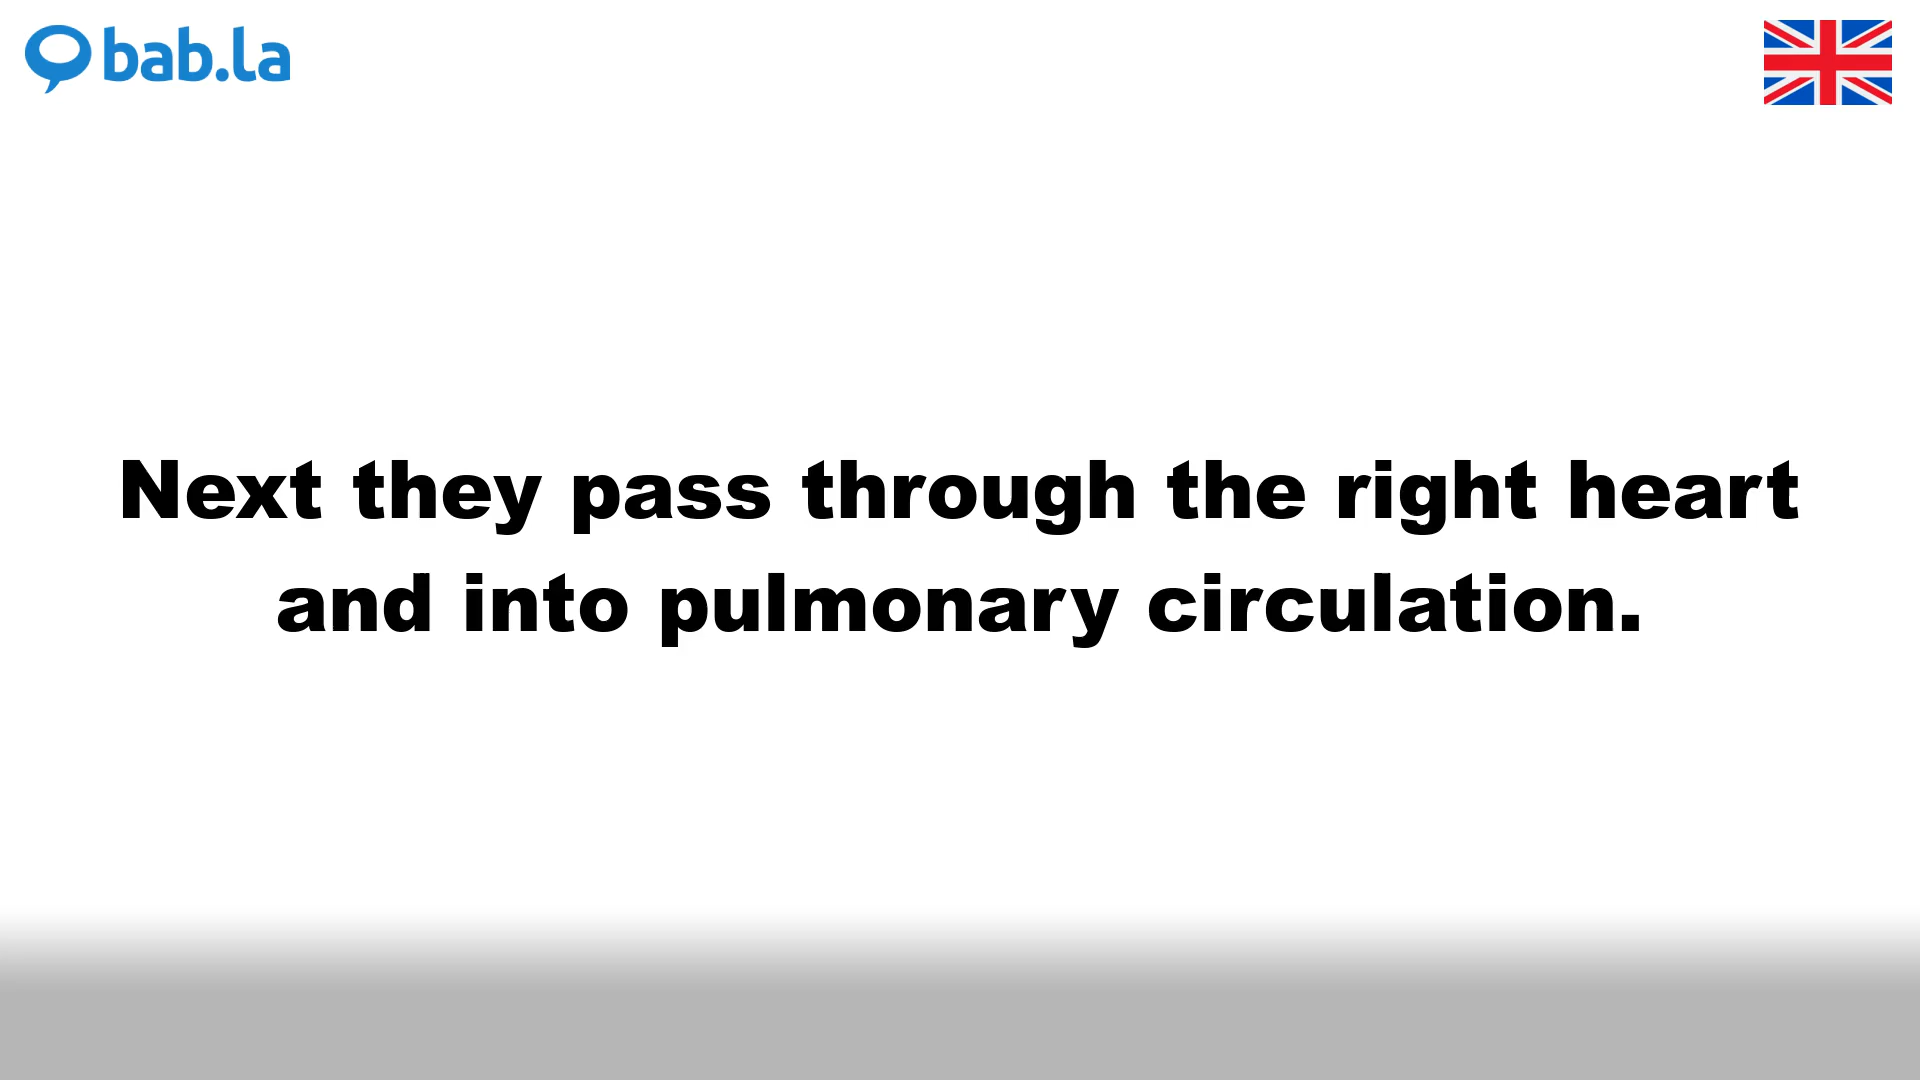 bab.la
Next they pass through the right heart
and into pulmonary circulation.